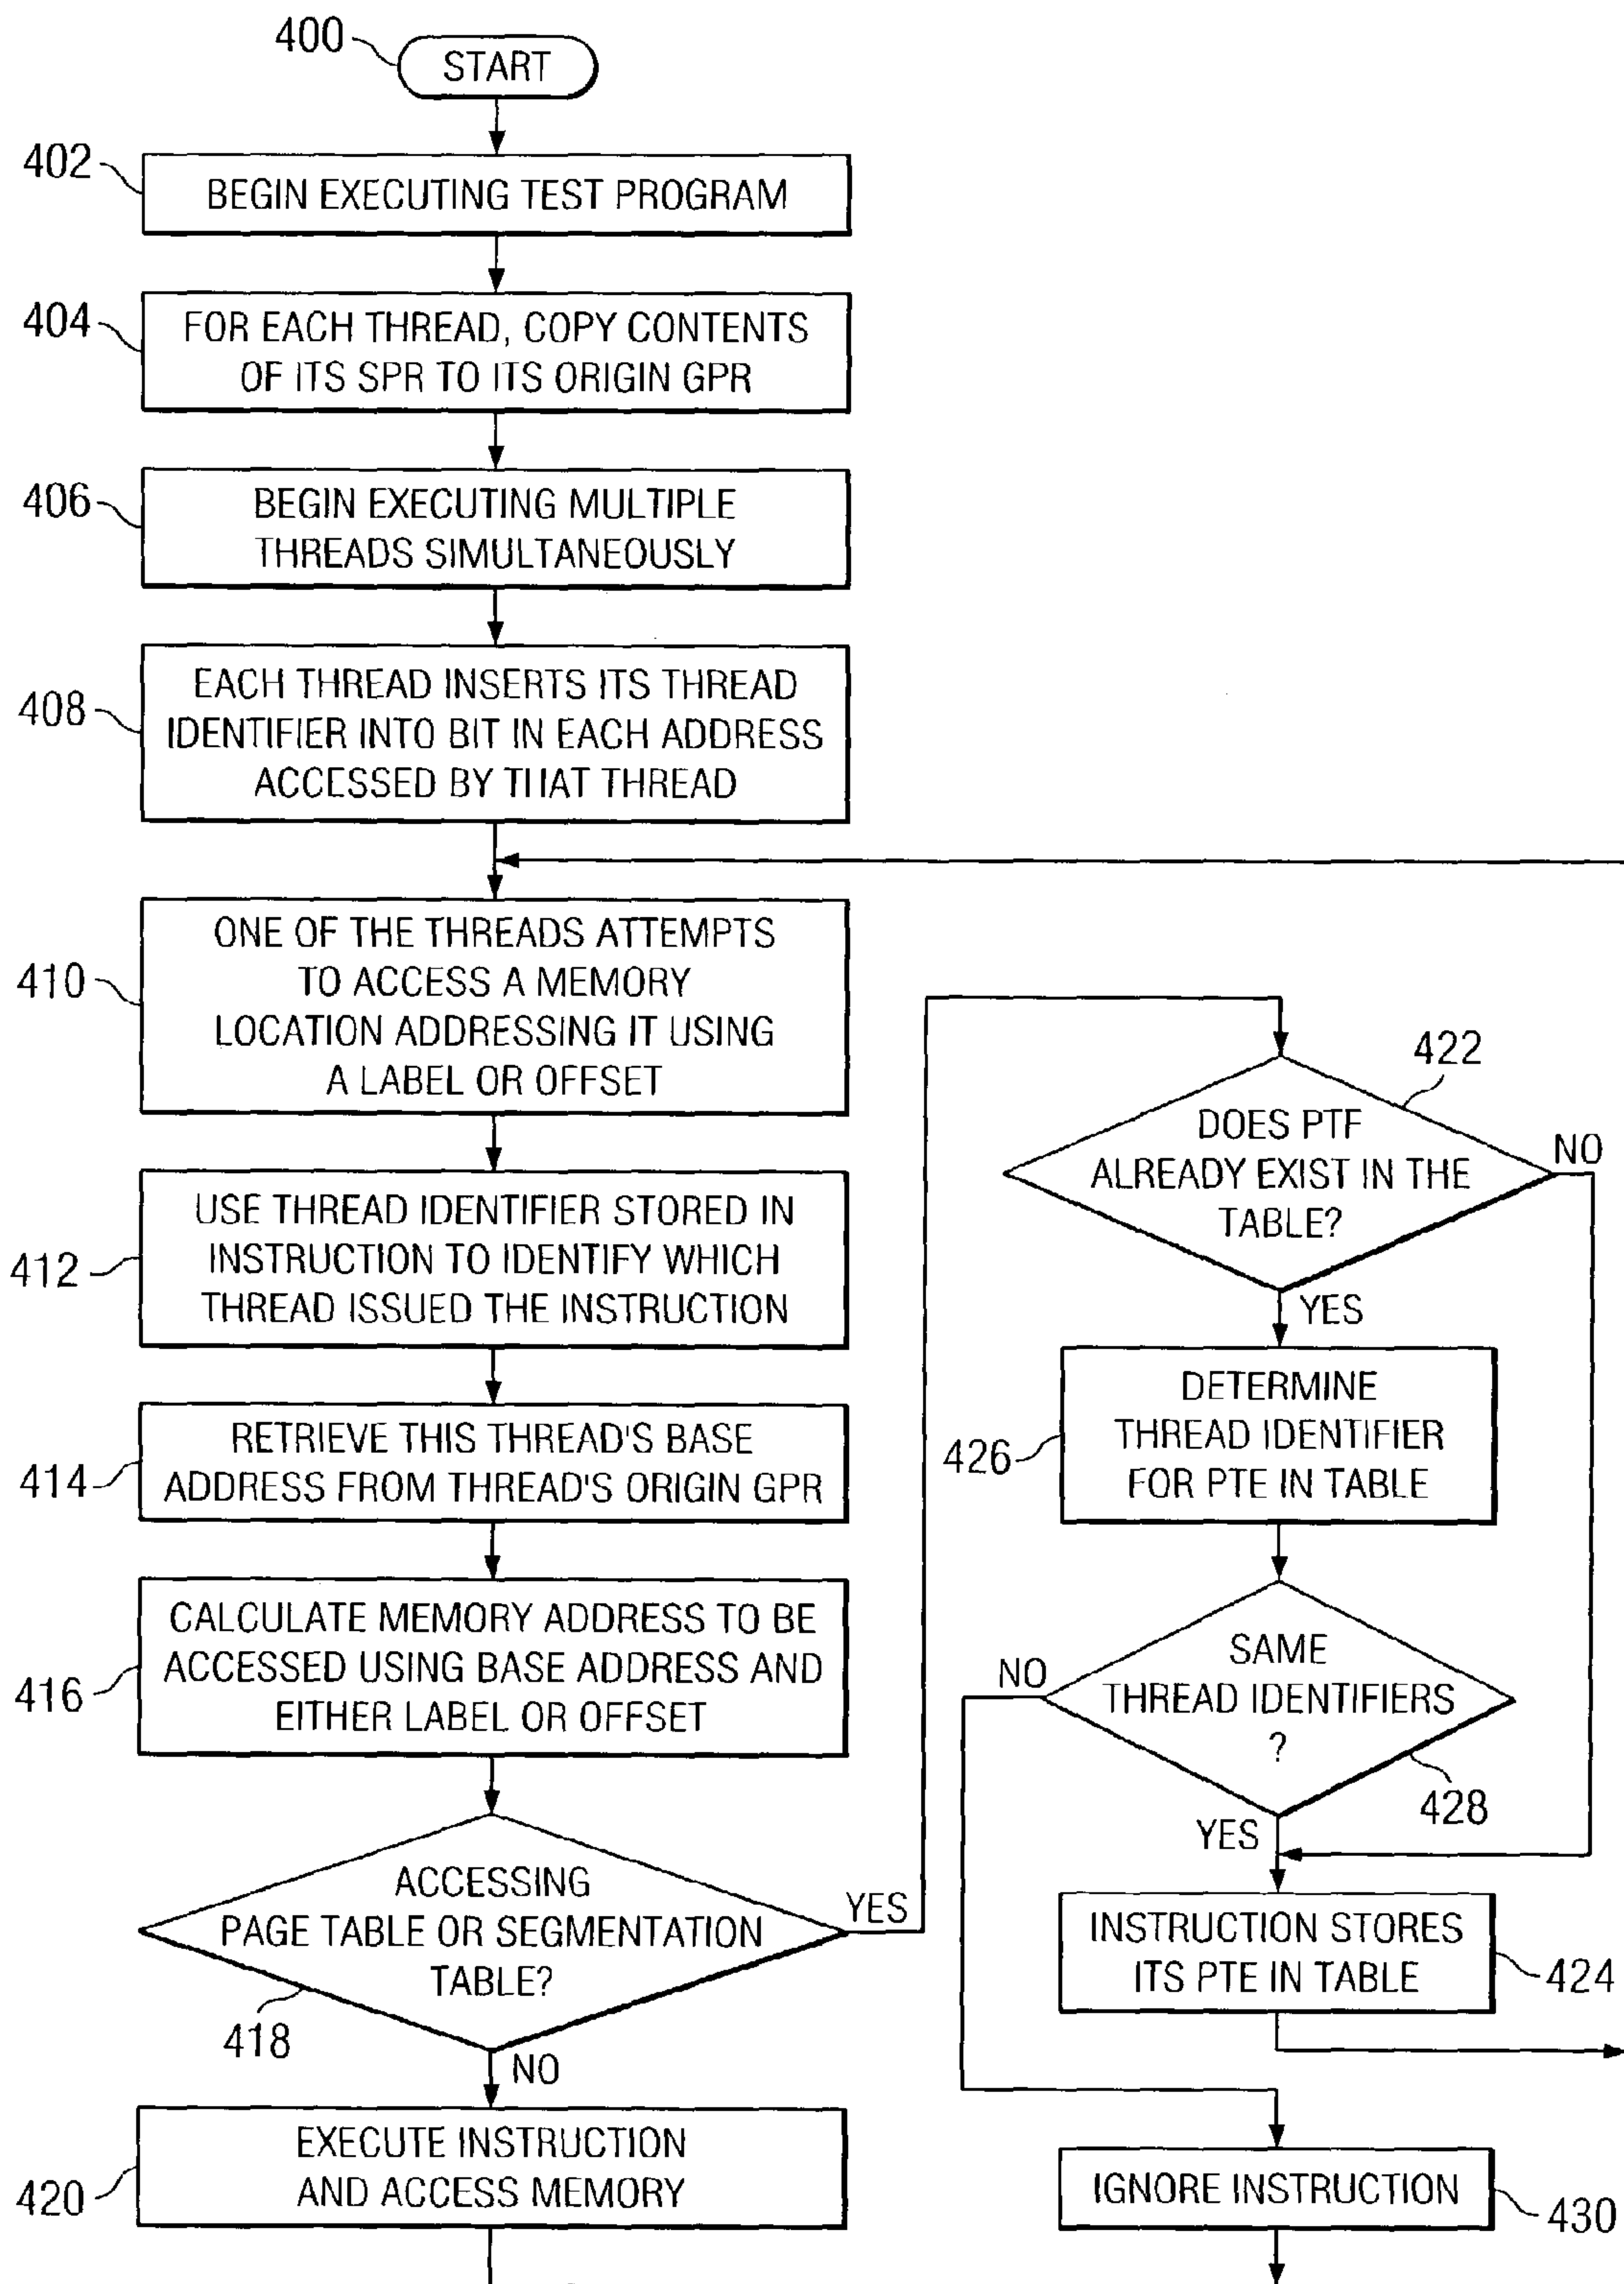 400
START
402
BEGIN EXECUTING TEST PROGRAM
404
FOR EACH THREAD, COPY CONTENTS
OF ITS SPR TO ITS ORIGIN GPR
406
BEGIN EXECUTING MULTIPLE
THREADS SIMULTANEOUSLY
408
EACH THREAD INSERTS ITS THREAD
IDENTIFIER INTO BIT IN EACH ADDRESS
ACCESSED BY THAT THREAD
410
ONE OF THE THREADS ATTEMPTS
TO ACCESS A MEMORY
LOCATION ADDRESSING IT USING
A LABEL OR OFFSET
412
USE THREAD IDENTIFIER STORED IN
INSTRUCTION TO IDENTIFY WHICH
THREAD ISSUED THE INSTRUCTION
414
RETRIEVE THIS THREAD'S BASE
ADDRESS FROM THREAD'S ORIGIN GPR
416
CALCULATE MEMORY ADDRESS TO BE
ACCESSED USING BASE ADDRESS AND
EITHER LABEL OR OFFSET
ACCESSING
PAGE TABLE OR SEGMENTATION
TABLE?
418
YES
NO
420
EXECUTE INSTRUCTION
AND ACCESS MEMORY
422
DOES PTF
ALREADY EXIST IN THE
TABLE?
NO
YES
426
DETERMINE
THREAD IDENTIFIER
FOR PTE IN TABLE
NO
SAME
THREAD IDENTIFIERS
?
428
YES
INSTRUCTION STORES
ITS PTE IN TABLE
424
IGNORE INSTRUCTION
430